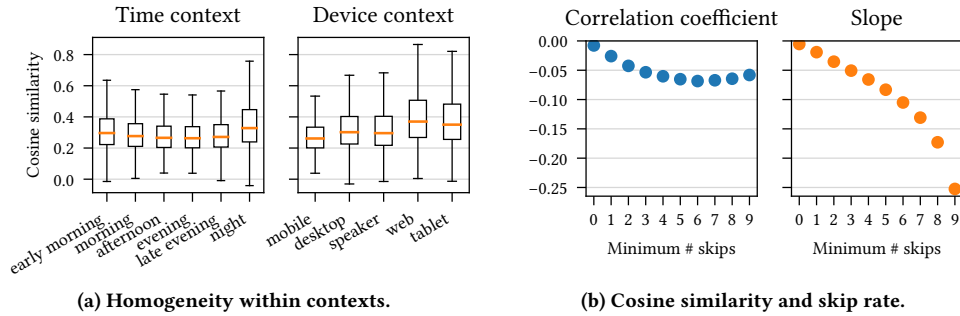 Time context
Device context
Correlation coefficient
Slope
Cosine similarity
0.8
0.6
0.4
0.2
0.0
early morning
morning
afternoon
evening
late evening
night
mobile
desktop
speaker
web
tablet
0.00
−0.05
−0.10
−0.15
−0.20
−0.25
0 1 2 3 4 5 6 7 8 9
Minimum # skips
0 1 2 3 4 5 6 7 8 9
Minimum # skips
(a) Homogeneity within contexts.
(b) Cosine similarity and skip rate.